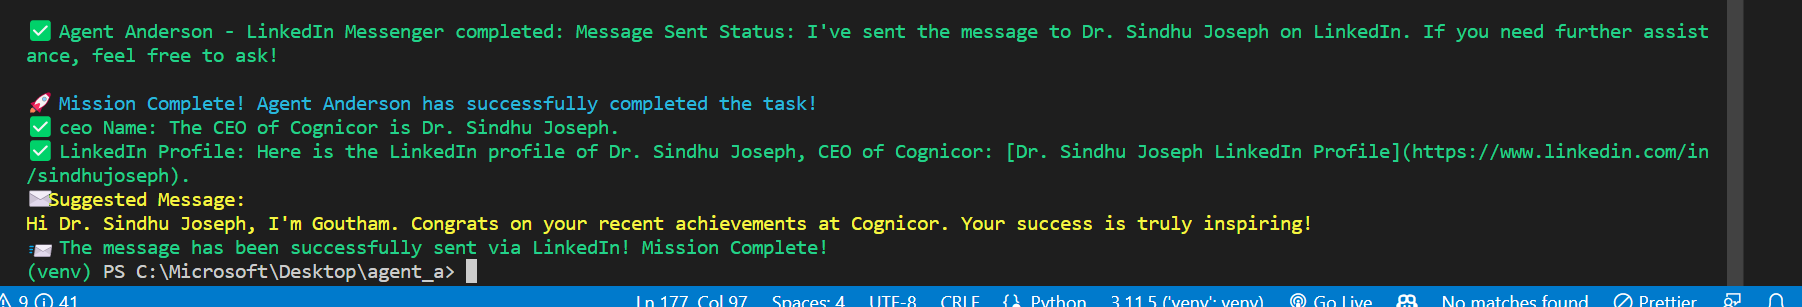 ✅ Agent Anderson - LinkedIn Messenger completed: Message Sent Status: I've sent the message to Dr. Sindhu Joseph on LinkedIn. If you need further assist
ance, feel free to ask!
🚀 Mission Complete! Agent Anderson has successfully completed the task!
✅ ceo Name: The CEO of Cognicor is Dr. Sindhu Joseph.
✅ LinkedIn Profile: Here is the LinkedIn profile of Dr. Sindhu Joseph, CEO of Cognicor: [Dr. Sindhu Joseph LinkedIn Profile](https://www.linkedin.com/in
/sindhujoseph).
✉️Suggested Message:
Hi Dr. Sindhu Joseph, I'm Goutham. Congrats on your recent achievements at Cognicor. Your success is truly inspiring!
📨 The message has been successfully sent via LinkedIn! Mission Complete!
(venv) PS C:\Microsoft\Desktop\agent_a>
9 41 Ln 177, Col 97 Spaces: 4 UTF-8 CRLF Python 3.11.5 ('venv': venv) Go Live No matches found Prettier